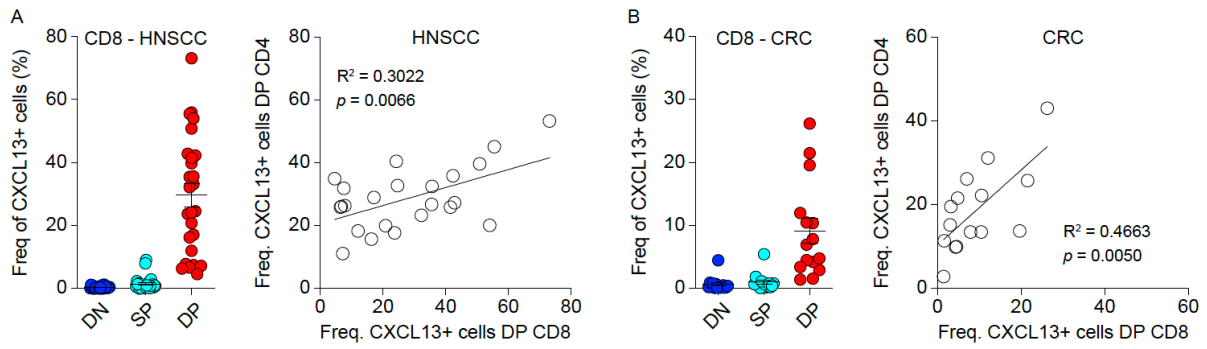 A
CD8 - HNSCC
Freq of CXCL13+ cells (%)
80
60
40
20
0
DN
SP
DP
HNSCC
R² = 0.3022
p = 0.0066
Freq. CXCL13+ cells DP CD4
80
60
40
20
0
0 20 40 60 80
Freq. CXCL13+ cells DP CD8
B
CD8 - CRC
Freq of CXCL13+ cells (%)
40
30
20
10
0
DN
SP
DP
CRC
Freq. CXCL13+ cells DP CD4
60
40
20
0
R² = 0.4663
p = 0.0050
0 20 40 60
Freq. CXCL13+ cells DP CD8